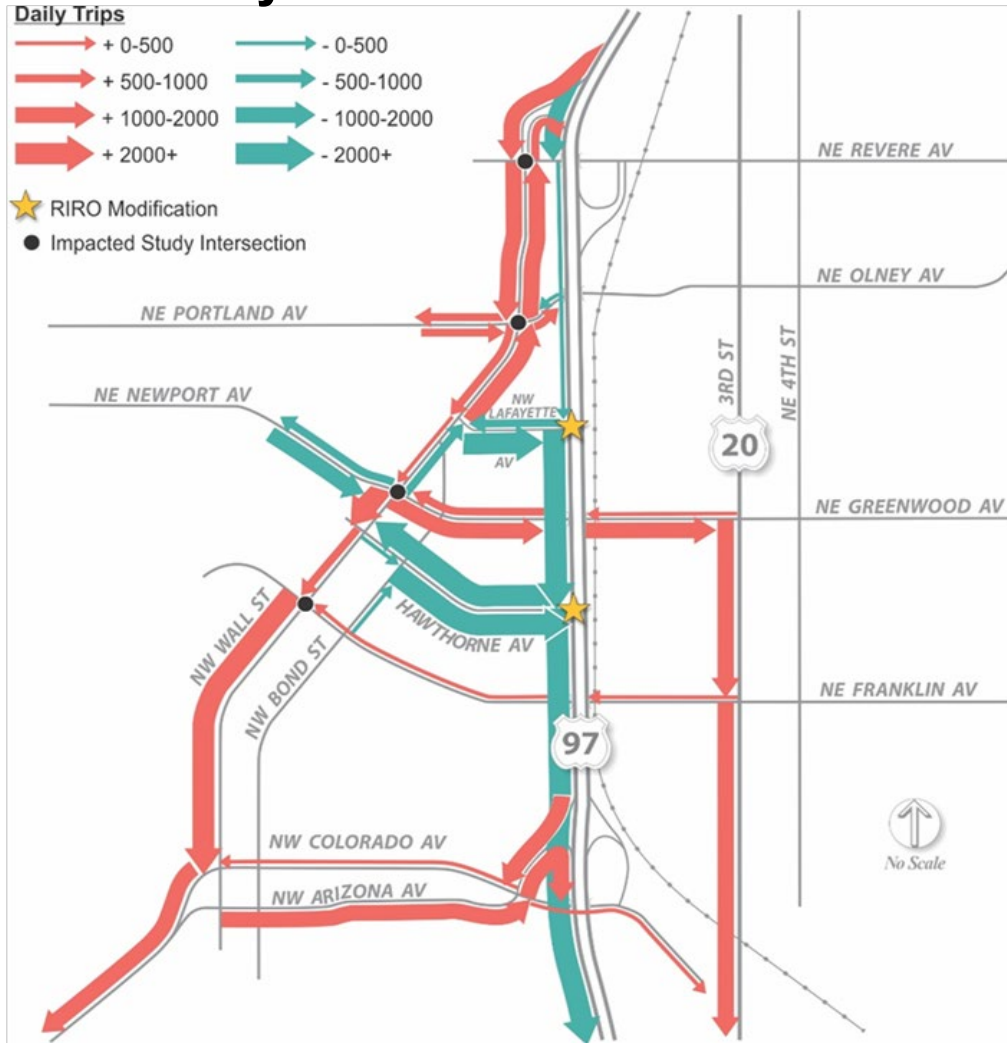 Daily Trips
+ 0-500
- 0-500
+ 500-1000
- 500-1000
+ 1000-2000
- 1000-2000
+ 2000+
- 2000+
RIRO Modification
Impacted Study Intersection
NE REVERE AV
NE OLNEY AV
NE PORTLAND AV
3RD ST
NE 4TH ST
NE NEWPORT AV
NW
LAFAYETTE
AV
20
NE GREENWOOD AV
HAWTHORNE AV
NW WALL ST
NW BOND ST
NE FRANKLIN AV
97
NW COLORADO AV
NW ARIZONA AV
No Scale